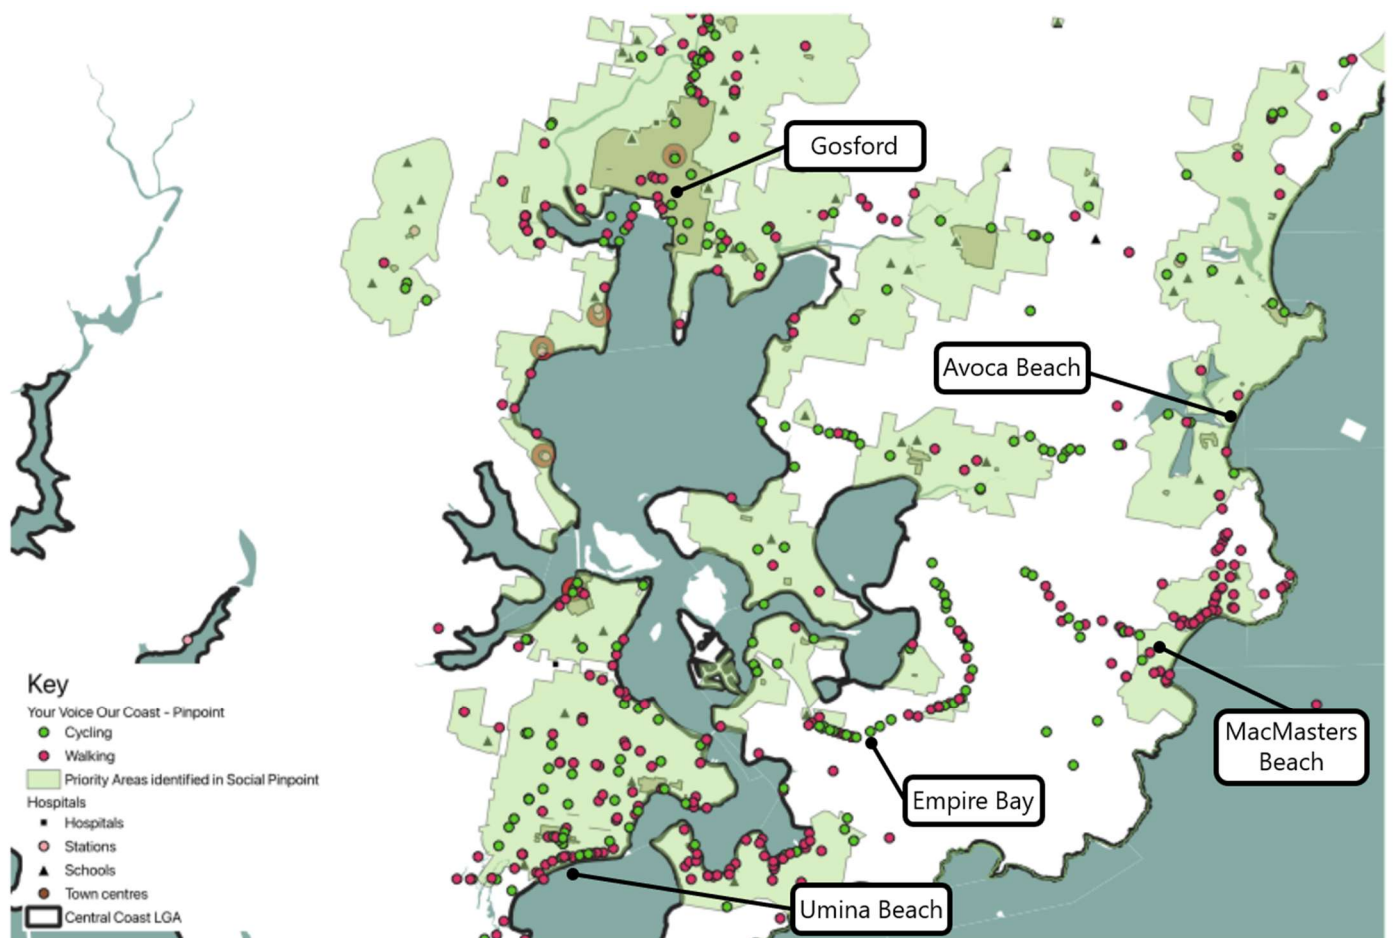 Gosford
Avoca Beach
MacMasters
Beach
Empire Bay
Umina Beach
Key
Your Voice Our Coast - Pinpoint
Cycling
Walking
Priority Areas identified in Social Pinpoint
Hospitals
Hospitals
Stations
Schools
Town centres
Central Coast LGA